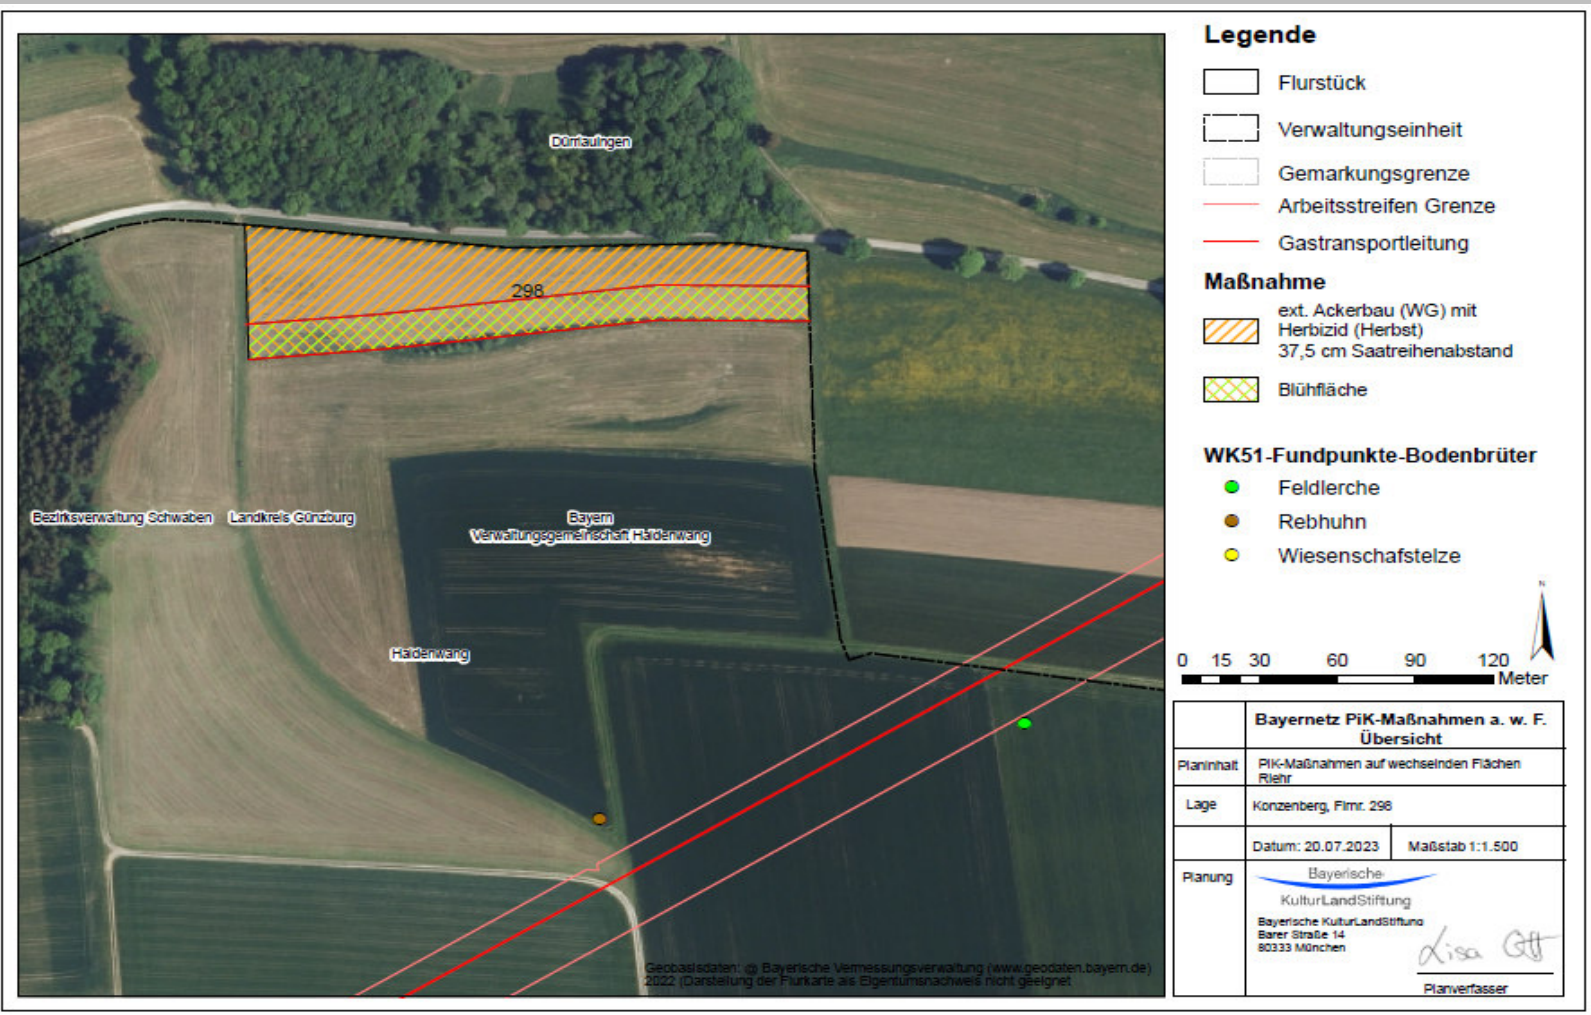 Dürrlauingen
298
Bezirksverwaltung Schwaben
Landkreis Günzburg
Bayern
Verwaltungsgemeinschaft Haldenwang
Haldenwang
Geobasisdaten: @ Bayerische Vermessungsverwaltung (www.geodaten.bayern.de)
2022 (Darstellung der Flurkarte als Eigentumsnachweis nicht geeignet
Legende
Flurstück
Verwaltungseinheit
Gemarkungsgrenze
Arbeitsstreifen Grenze
Gastransportleitung
Maßnahme
ext. Ackerbau (WG) mit
Herbizid (Herbst)
37,5 cm Saatreihenabstand
Blühfläche
WK51-Fundpunkte-Bodenbrüter
Feldlerche
Rebhuhn
Wiesenschafstelze
N
0 15 30 60 90 120
Meter
Bayernetz PiK-Maßnahmen a. w. F.
Übersicht
Planinhalt
PIK-Maßnahmen auf wechselnden Flächen
Riehr
Lage
Konzenberg, Flrnr. 298
Datum: 20.07.2023
Maßstab 1:1.500
Planung
Bayerische
KulturLandStiftung
Bayerische KulturLandStiftung
Barer Straße 14
80333 München
Lisa Ott
Planverfasser